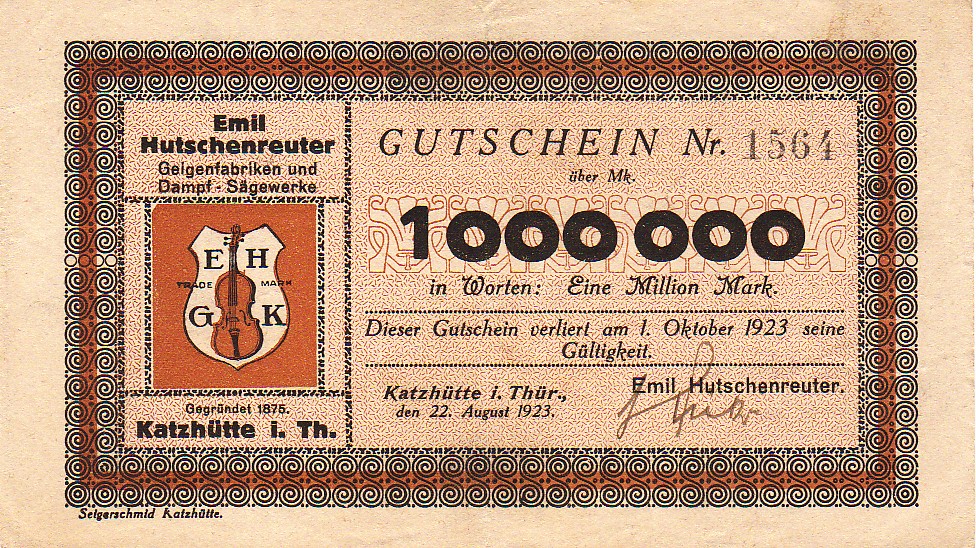 Emil
Hutschenreuter
Geigenfabriken und
Dampf-Sägewerke
E H
TRADE MARK
G K
Gegründet 1875.
Katzhütte i. Th.
GUTSCHEIN Nr. 1564
über Mk.
1000000
in Worten: Eine Million Mark.
Dieser Gutschein verliert am 1. Oktober 1923 seine
Gültigkeit.
Katzhütte i. Thür.,
den 22. August 1923.
Emil Hutschenreuter.
Selgerschmid Katzhütte.